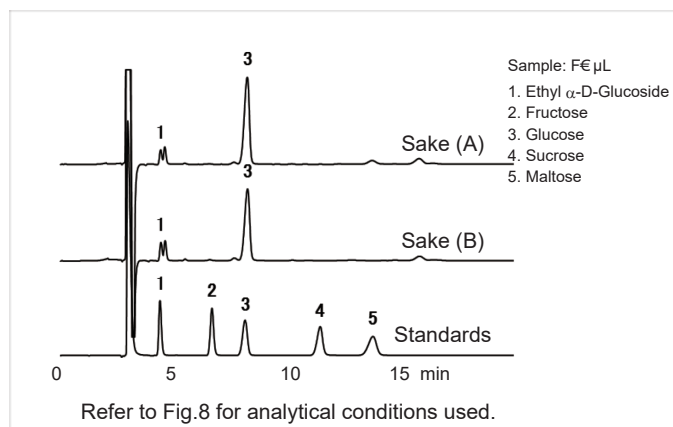 3
1
Sake (A)
3
1
Sake (B)
1
2
3
4
5
Standards
0 5 10 15 min
Sample: F€ µL
1. Ethyl α-D-Glucoside
2. Fructose
3. Glucose
4. Sucrose
5. Maltose
Refer to Fig.8 for analytical conditions used.